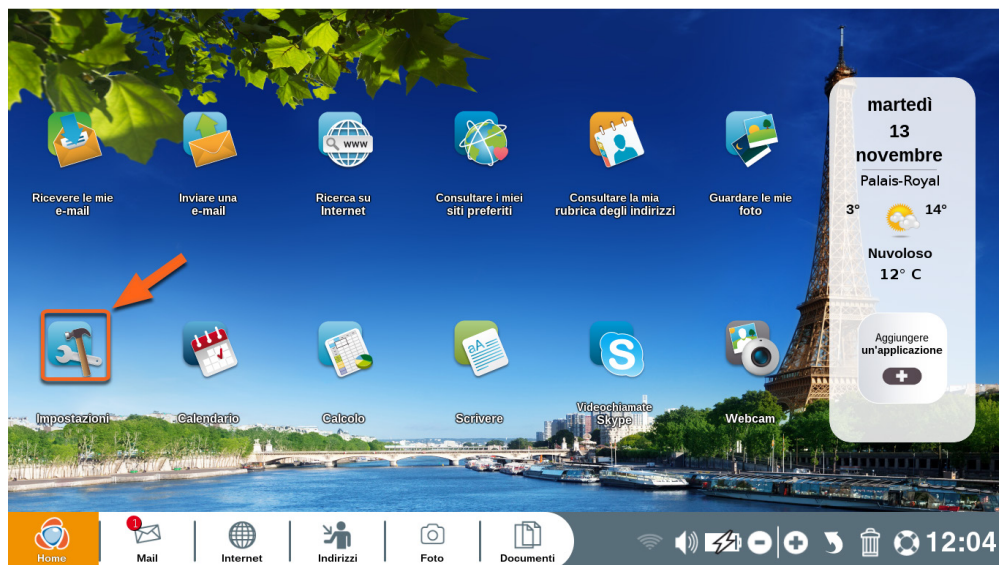 martedì
13
novembre
Palais-Royal
3° 14°
Nuvoloso
12° C
Aggiungere
un'applicazione
www
Ricevere le mie
e-mail
Inviare una
e-mail
Ricerca su
Internet
Consultare i miei
siti preferiti
Consultare la mia
rubrica degli indirizzi
Guardare le mie
foto
aA
S
Impostazioni
Calendario
Calcolo
Scrivere
Videochiamate
Skype
Webcam
1
Home
Mail
Internet
Indirizzi
Foto
Documenti
12:04